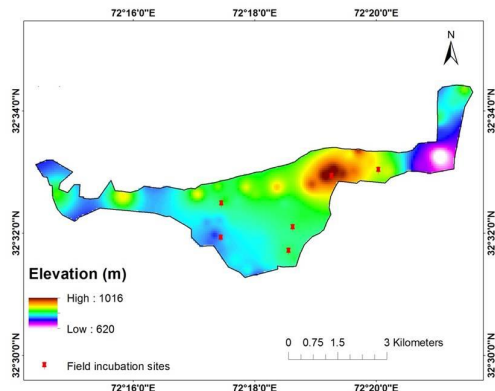 72°16'0"E 72°18'0"E 72°20'0"E
N
32°34'0"N 32°34'0"N
32°32'0"N 32°32'0"N
Elevation (m)
High : 1016
Low : 620
0 0.75 1.5 3 Kilometers
Field incubation sites
32°30'0"N 32°30'0"N
72°16'0"E 72°18'0"E 72°20'0"E